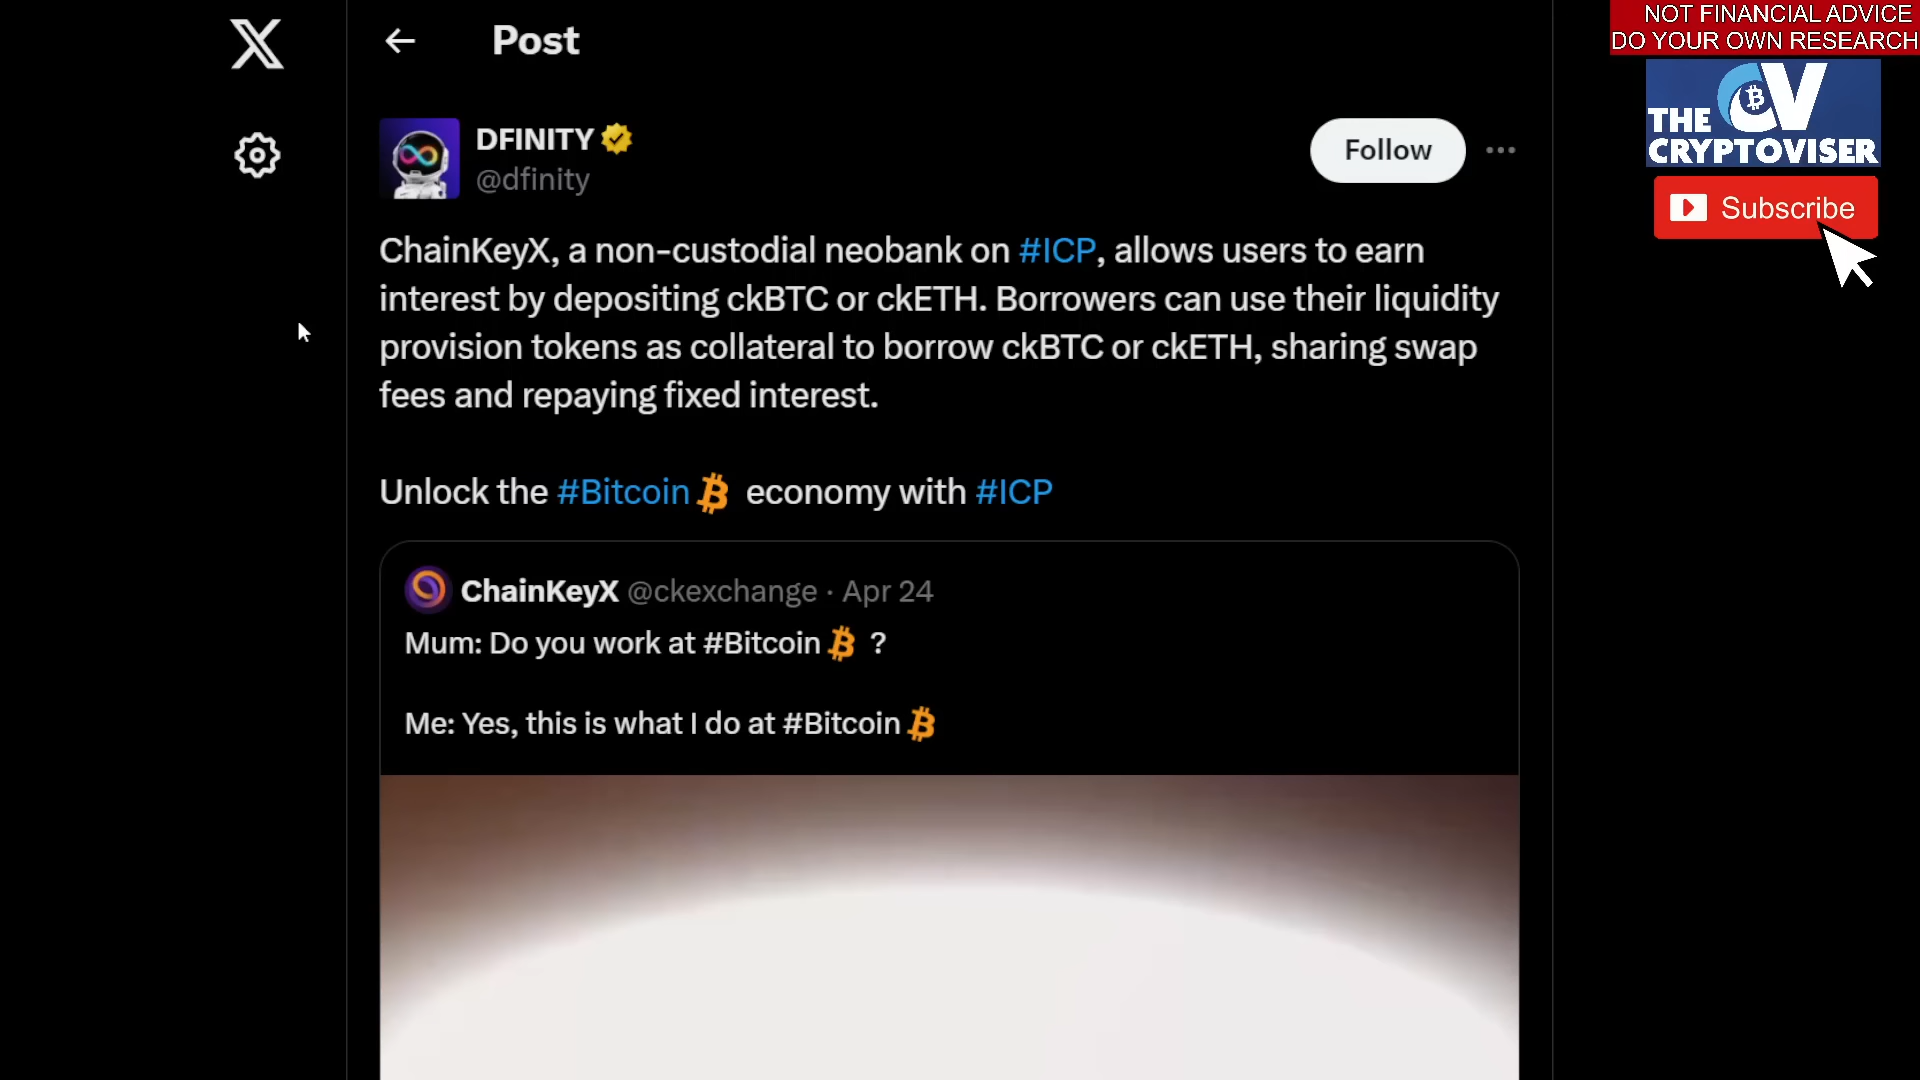 NOT FINANCIAL ADVICE
DO YOUR OWN RESEARCH
THE CV
CRYPTOVISER
Subscribe
Post
DFINITY
@dfinity
Follow
ChainKeyX, a non-custodial neobank on #ICP, allows users to earn
interest by depositing ckBTC or ckETH. Borrowers can use their liquidity
provision tokens as collateral to borrow ckBTC or ckETH, sharing swap
fees and repaying fixed interest.
Unlock the #Bitcoin economy with #ICP
ChainKeyX @ckexchange · Apr 24
Mum: Do you work at #Bitcoin ?
Me: Yes, this is what I do at #Bitcoin